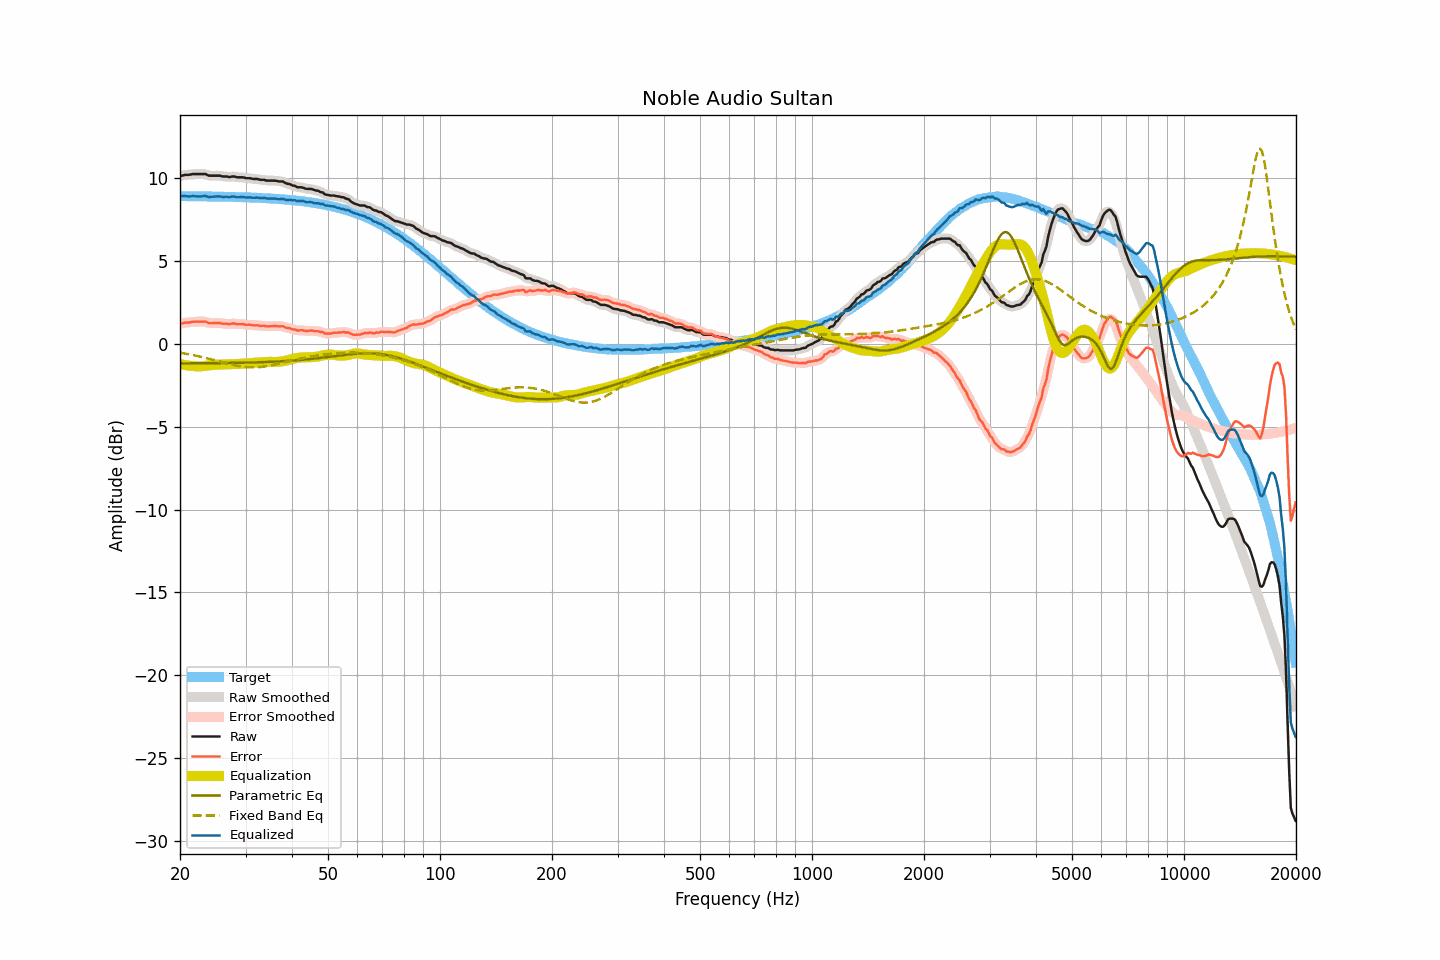 Noble Audio Sultan
Amplitude (dBr)
10
5
0
−5
−10
−15
−20
−25
−30
Target
Raw Smoothed
Error Smoothed
Raw
Error
Equalization
Parametric Eq
Fixed Band Eq
Equalized
20 50 100 200 500 1000 2000 5000 10000 20000
Frequency (Hz)